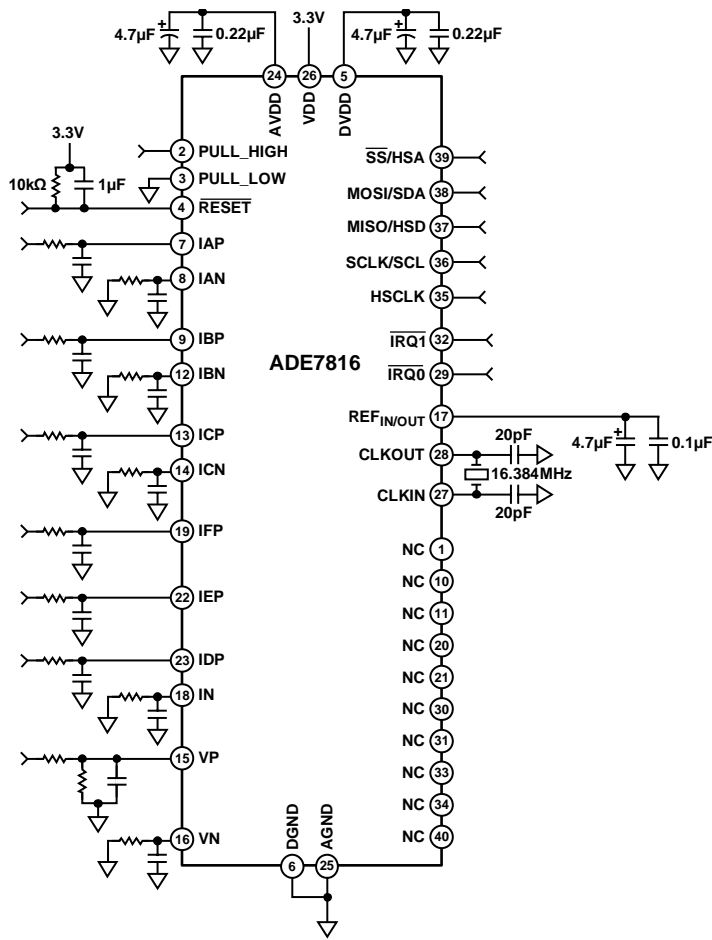 4.7µF + 0.22µF 3.3V 4.7µF + 0.22µF
24 26 5
AVDD VDD DVDD
3.3V
10kΩ 1µF
2 PULL_HIGH
3 PULL_LOW
4 RESET
7 IAP
8 IAN
9 IBP
12 IBN
13 ICP
14 ICN
19 IFP
22 IEP
23 IDP
18 IN
15 VP
16 VN
ADE7816
SS/HSA 39
MOSI/SDA 38
MISO/HSD 37
SCLK/SCL 36
HSCLK 35
IRQ1 32
IRQ0 29
REFIN/OUT 17
4.7µF + 0.1µF
CLKOUT 28
20pF
16.384MHz
CLKIN 27
20pF
NC 1
NC 10
NC 11
NC 20
NC 21
NC 30
NC 31
NC 33
NC 34
NC 40
DGND AGND
6 25